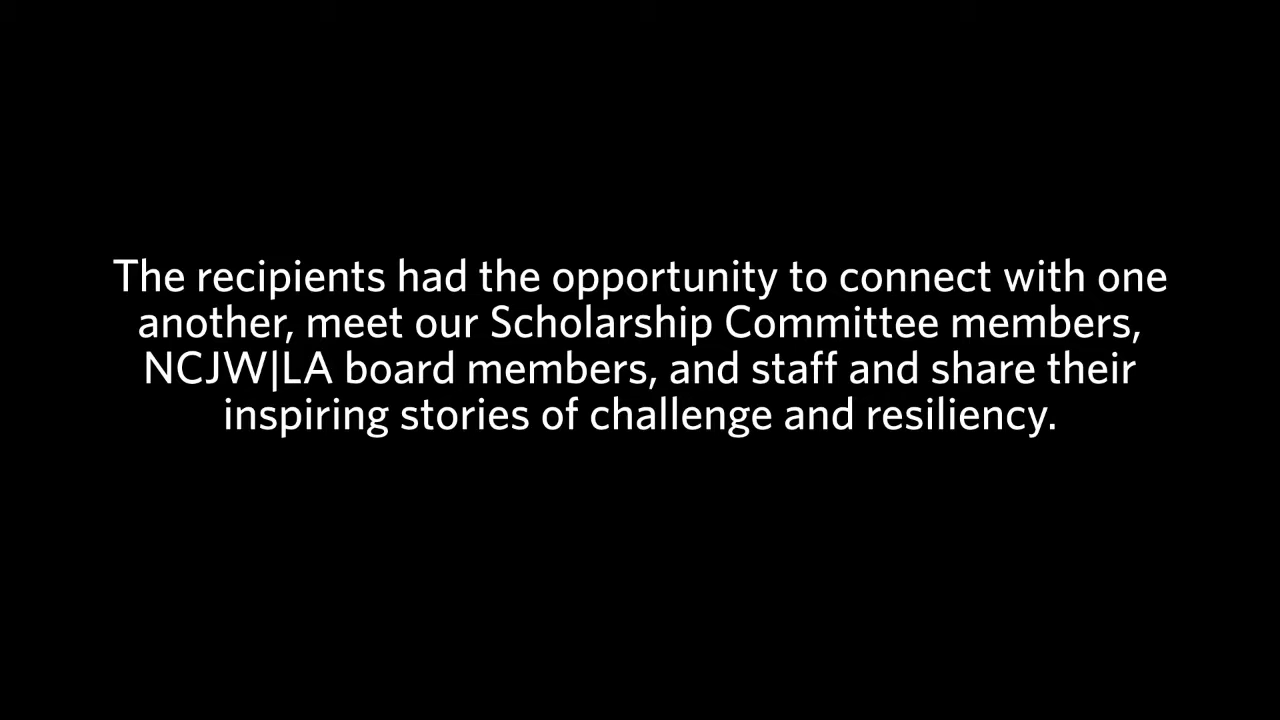 The recipients had the opportunity to connect with one
another, meet our Scholarship Committee members,
NCJW|LA board members, and staff and share their
inspiring stories of challenge and resiliency.